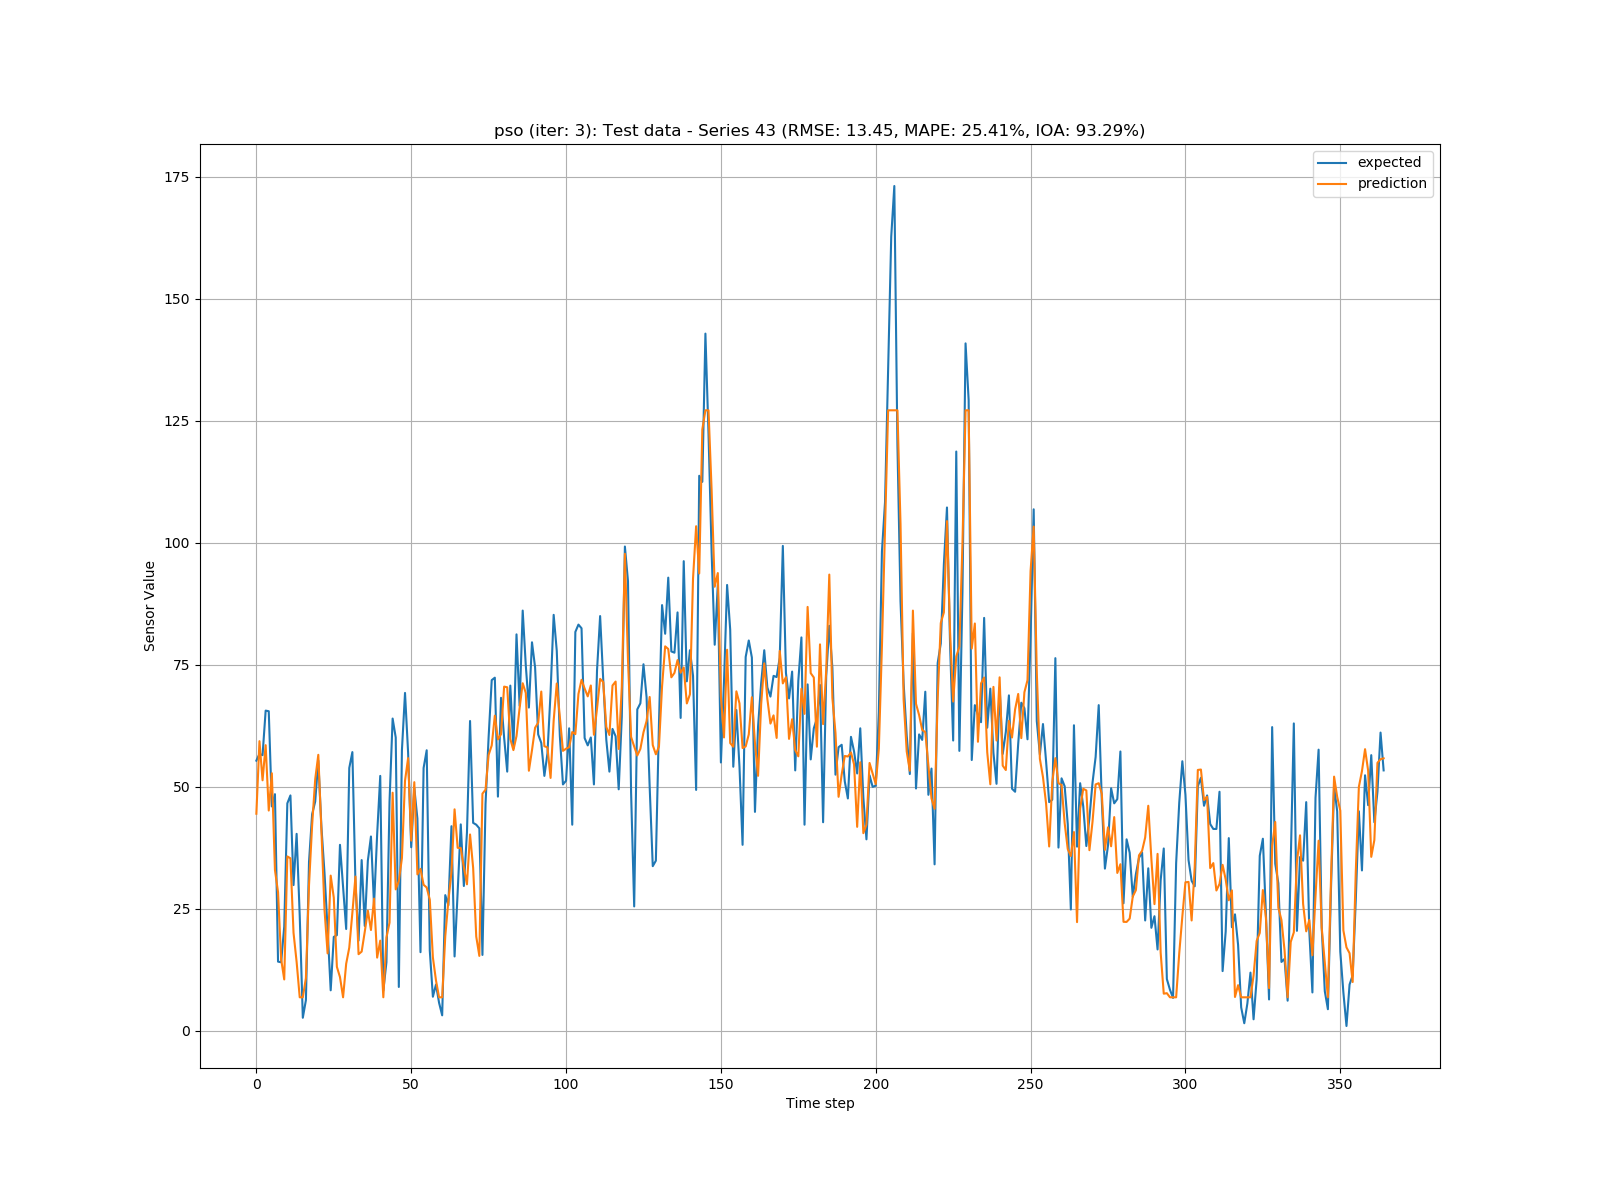 pso (iter: 3): Test data - Series 43 (RMSE: 13.45, MAPE: 25.41%, IOA: 93.29%)
expected
prediction
175
150
125
100
75
50
25
0
Sensor Value
0 50 100 150 200 250 300 350
Time step